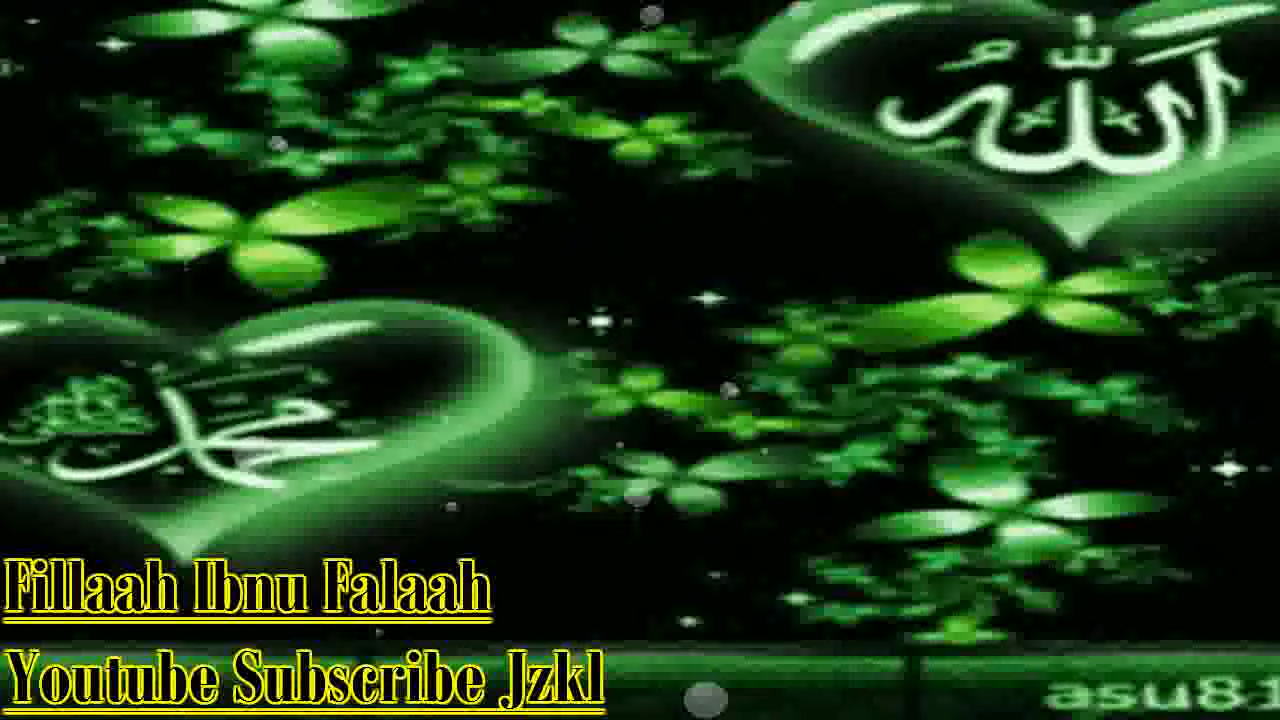 الله
محمد
Fillaah Ibnu Falaah
Youtube Subscribe Jzkl
asu81